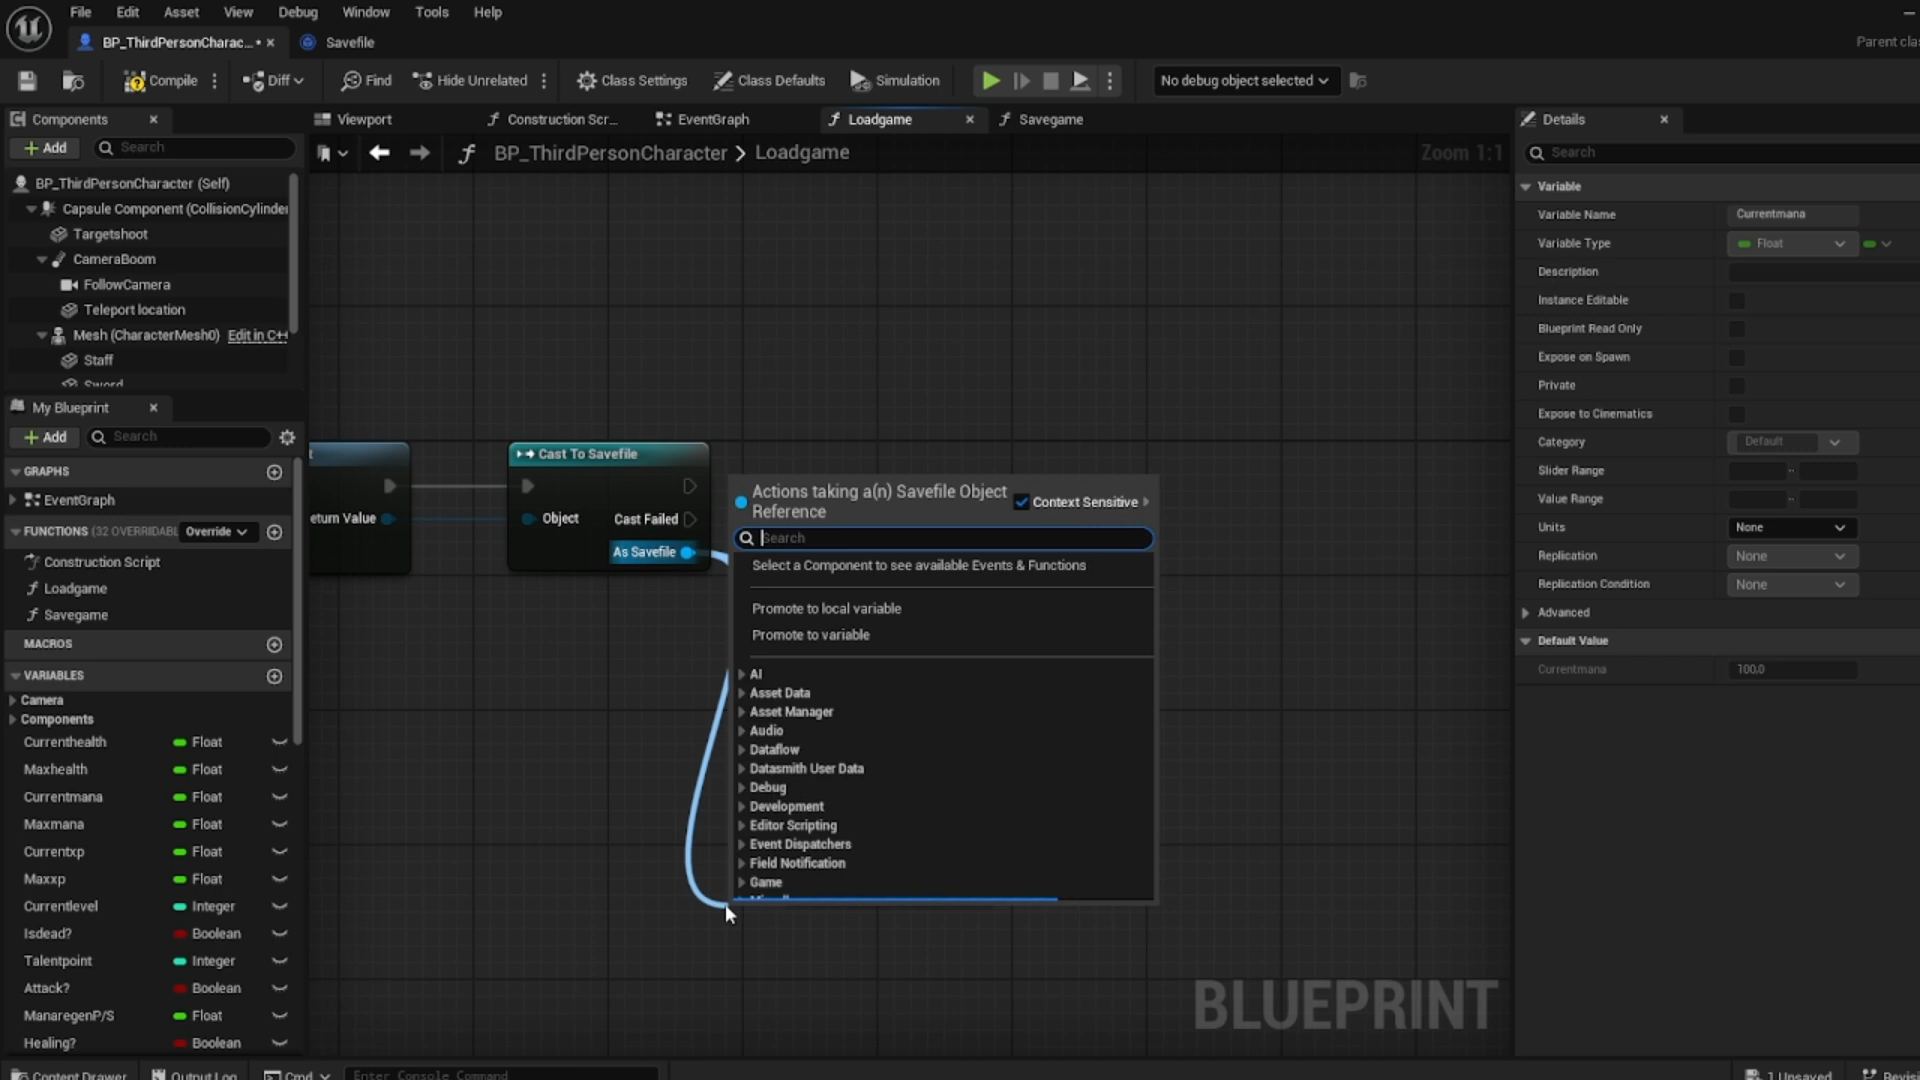 File Edit Asset View Debug Window Tools Help
BP_ThirdPersonCharac... Savefile
Parent
Compile Diff Find Hide Unrelated Class Settings Class Defaults Simulation No debug object selected
Components Viewport Construction Scr... EventGraph Loadgame Savegame Details
Add Search
BP_ThirdPersonCharacter > Loadgame Zoom 1:1
Search
BP_ThirdPersonCharacter (Self)
Capsule Component (CollisionCylinder
Targetshoot
CameraBoom
FollowCamera
Teleport location
Mesh (CharacterMesh0) Edit in C++
Staff
Sword
My Blueprint
Add Search
GRAPHS
EventGraph
FUNCTIONS (32 OVERRIDABL Override
Construction Script
Loadgame
Savegame
MACROS
VARIABLES
Camera
Components
Currenthealth Float
Maxhealth Float
Currentmana Float
Maxmana Float
Currentxp Float
Maxxp Float
Currentlevel Integer
Isdead? Boolean
Talentpoint Integer
Attack? Boolean
ManaregenP/S Float
Healing? Boolean
t
eturn Value
Cast To Savefile
Object
Cast Failed
As Savefile
Actions taking a(n) Savefile Object
Reference
Context Sensitive
Search
Select a Component to see available Events & Functions
Promote to local variable
Promote to variable
AI
Asset Data
Asset Manager
Audio
Dataflow
Datasmith User Data
Debug
Development
Editor Scripting
Event Dispatchers
Field Notification
Game
BLUEPRINT
Variable
Variable Name Currentmana
Variable Type Float
Description
Instance Editable
Blueprint Read Only
Expose on Spawn
Private
Expose to Cinematics
Category Default
Slider Range
Value Range
Units None
Replication None
Replication Condition None
Advanced
Default Value
Currentmana 100,0
Content Drawer Output Log Cmd Enter Console Command
1 Unsaved